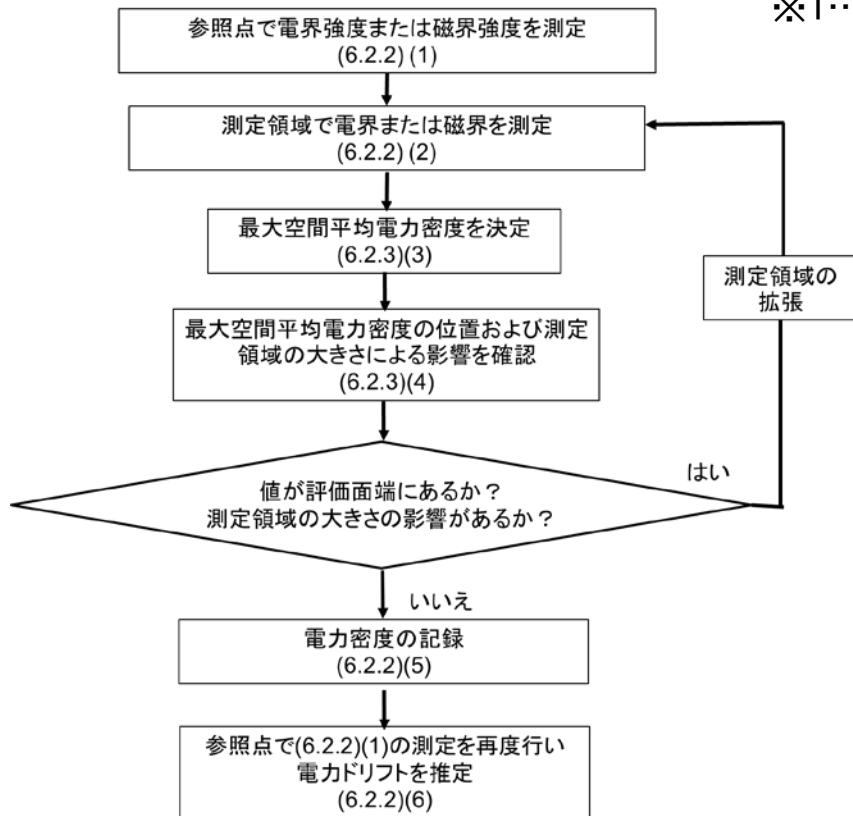 ※1…
参照点で電界強度または磁界強度を測定
(6.2.2) (1)
測定領域で電界または磁界を測定
(6.2.2) (2)
最大空間平均電力密度を決定
(6.2.3)(3)
測定領域の
拡張
最大空間平均電力密度の位置および測定
領域の大きさによる影響を確認
(6.2.3)(4)
はい
値が評価面端にあるか？
測定領域の大きさの影響があるか？
いいえ
電力密度の記録
(6.2.2)(5)
参照点で(6.2.2)(1)の測定を再度行い
電力ドリフトを推定
(6.2.2)(6)